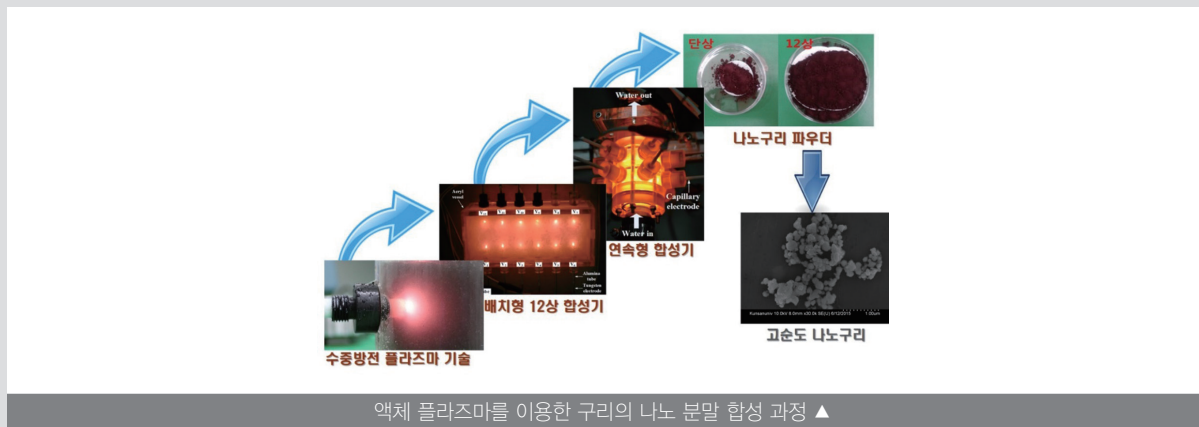 단상
12상
나노구리 파우더
Water out
Capillary
electrode
Water in
연속형 합성기
Acryl
vessel
Alumina
tube
Tungsten
electrode
배치형 12상 합성기
수중방전 플라즈마 기술
고순도 나노구리
액체 플라즈마를 이용한 구리의 나노 분말 합성 과정 ▲